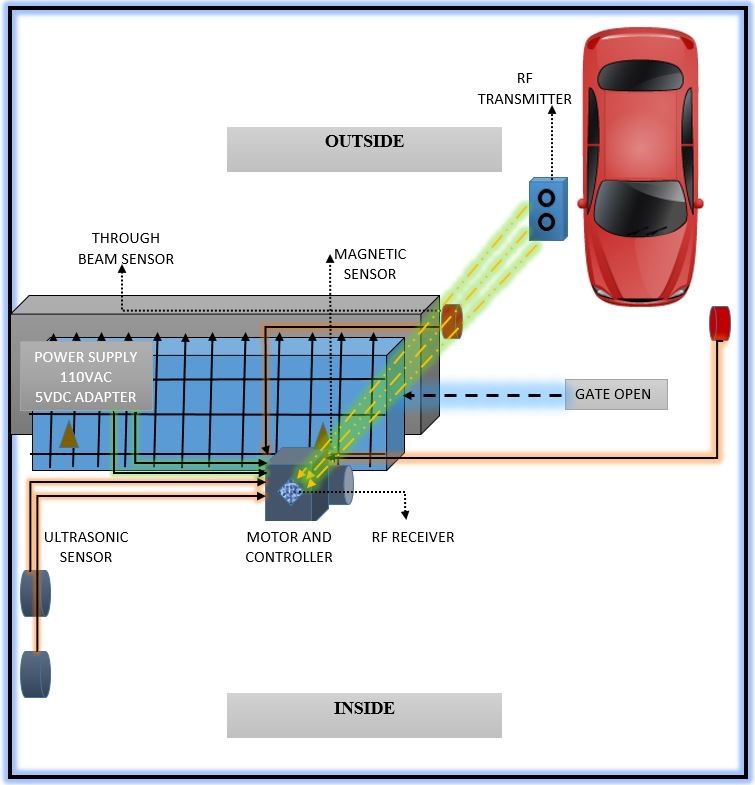 RF
TRANSMITTER
OUTSIDE
THROUGH
BEAM SENSOR
MAGNETIC
SENSOR
POWER SUPPLY
110VAC
5VDC ADAPTER
GATE OPEN
ULTRASONIC
SENSOR
MOTOR AND
CONTROLLER
RF RECEIVER
INSIDE